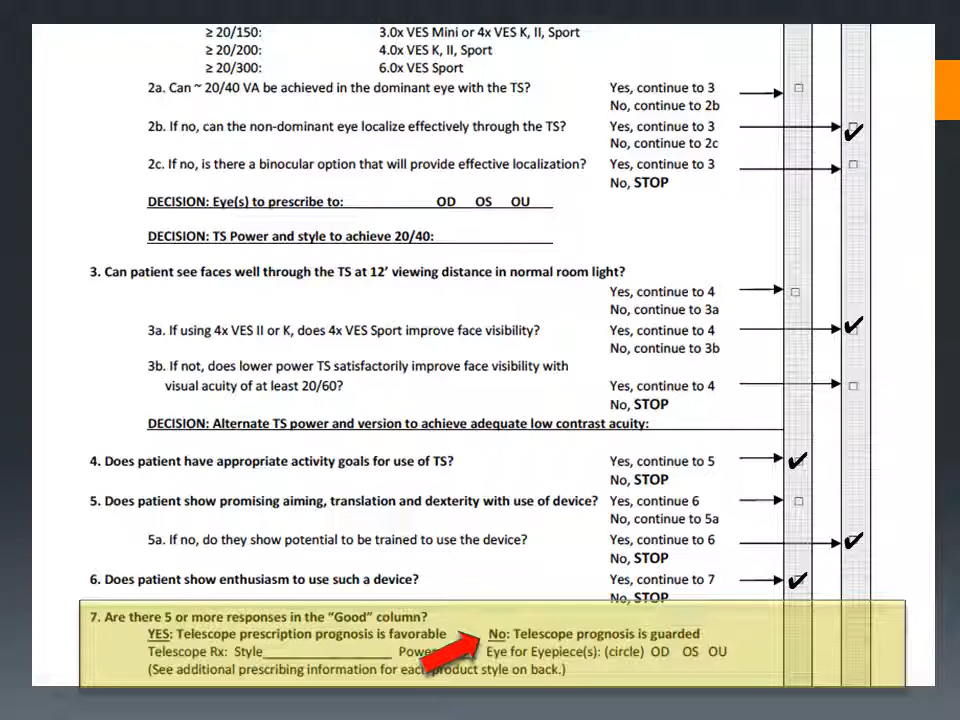 ≥ 20/150: 3.0x VES Mini or 4x VES K, II, Sport
≥ 20/200: 4.0x VES K, II, Sport
≥ 20/300: 6.0x VES Sport
2a. Can ~ 20/40 VA be achieved in the dominant eye with the TS? Yes, continue to 3
No, continue to 2b
2b. If no, can the non-dominant eye localize effectively through the TS? Yes, continue to 3
No, continue to 2c
2c. If no, is there a binocular option that will provide effective localization? Yes, continue to 3
No, STOP
DECISION: Eye(s) to prescribe to: OD OS OU
DECISION: TS Power and style to achieve 20/40:
3. Can patient see faces well through the TS at 12’ viewing distance in normal room light?
Yes, continue to 4
No, continue to 3a
3a. If using 4x VES II or K, does 4x VES Sport improve face visibility? Yes, continue to 4
No, continue to 3b
3b. If not, does lower power TS satisfactorily improve face visibility with
visual acuity of at least 20/60? Yes, continue to 4
No, STOP
DECISION: Alternate TS power and version to achieve adequate low contrast acuity:
4. Does patient have appropriate activity goals for use of TS? Yes, continue to 5
No, STOP
5. Does patient show promising aiming, translation and dexterity with use of device? Yes, continue 6
No, continue to 5a
5a. If no, do they show potential to be trained to use the device? Yes, continue to 6
No, STOP
6. Does patient show enthusiasm to use such a device? Yes, continue to 7
No, STOP
7. Are there 5 or more responses in the “Good” column?
YES: Telescope prescription prognosis is favorable No: Telescope prognosis is guarded
Telescope Rx: Style Power Eye for Eyepiece(s): (circle) OD OS OU
(See additional prescribing information for each product style on back.)